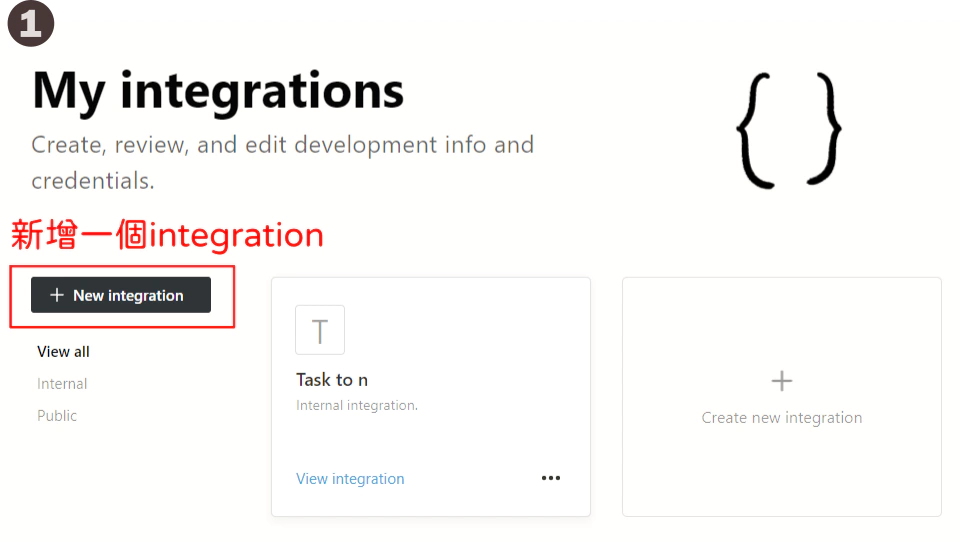 1
My integrations
Create, review, and edit development info and
credentials.
{ }
新增一個integration
+ New integration
View all
Internal
Public
T
Task to n
Internal integration.
View integration
•••
+
Create new integration